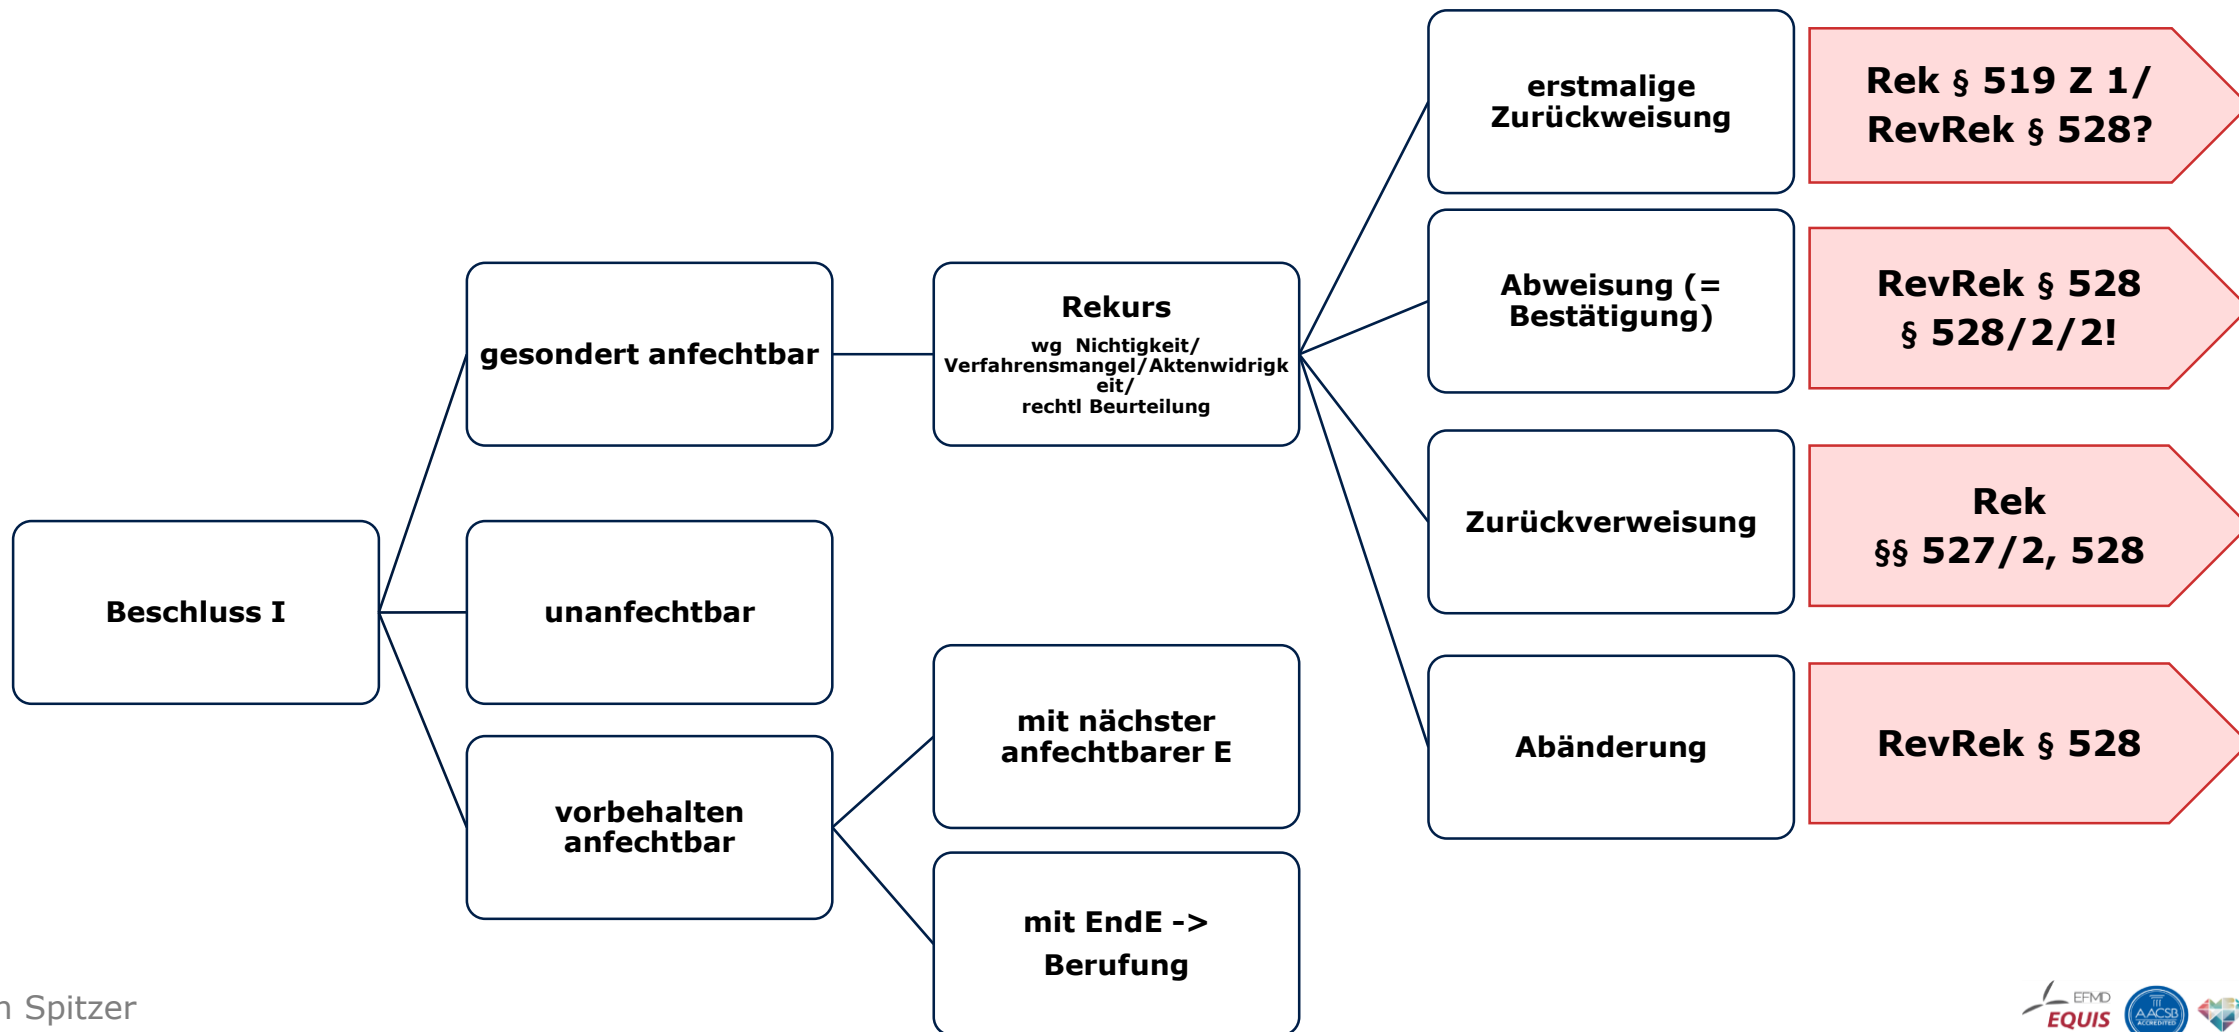 erstmalige
Zurückweisung
Rek § 519 Z 1/
RevRek § 528?
Abweisung (=
Bestätigung)
RevRek § 528
§ 528/2/2!
gesondert anfechtbar
Rekurs
wg Nichtigkeit/
Verfahrensmangel/Aktenwidrigk
eit/
rechtl Beurteilung
Zurückverweisung
Rek
§§ 527/2, 528
Beschluss I
unanfechtbar
mit nächster
anfechtbarer E
Abänderung
RevRek § 528
vorbehalten
anfechtbar
mit EndE ->
Berufung
Spitzer
EFMD
EQUIS
AACSB
ACCREDITED